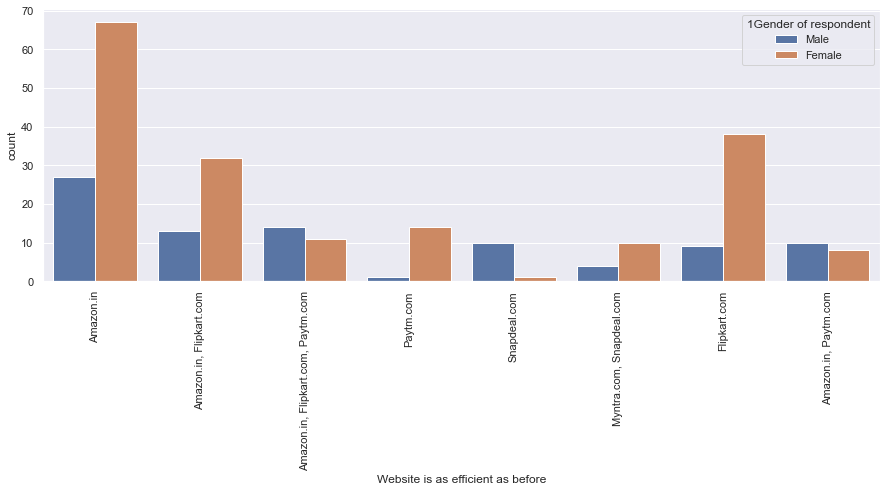 70
60
50
40
30
20
10
0
count
1Gender of respondent
Male
Female
Amazon.in
Amazon.in, Flipkart.com
Amazon.in, Flipkart.com, Paytm.com
Paytm.com
Snapdeal.com
Myntra.com, Snapdeal.com
Flipkart.com
Amazon.in, Paytm.com
Website is as efficient as before